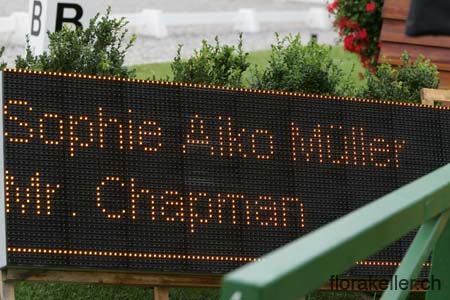 B R
Sophie Aiko Müller
Mr. Chapman
florakeller.ch